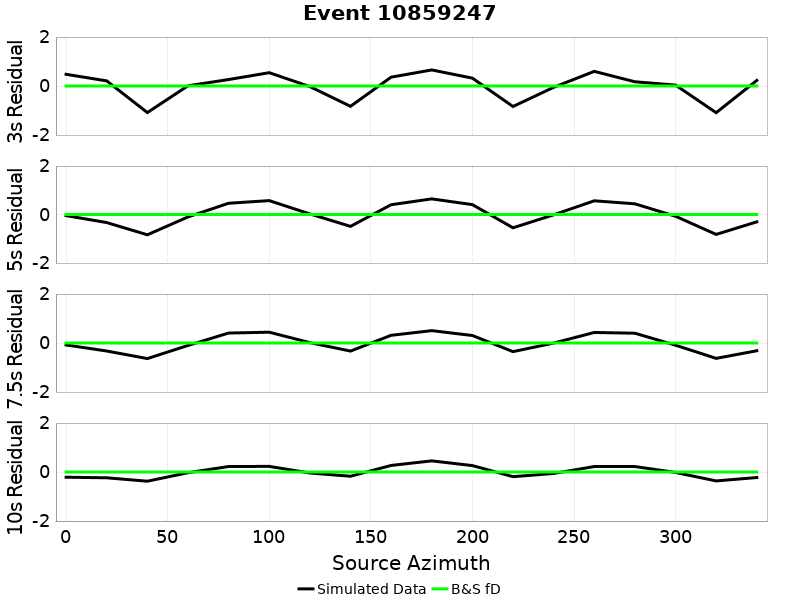 Event 10859247
3s Residual
2
0
-2
5s Residual
2
0
-2
7.5s Residual
2
0
-2
10s Residual
2
0
-2
0 50 100 150 200 250 300
Source Azimuth
Simulated Data B&S fD